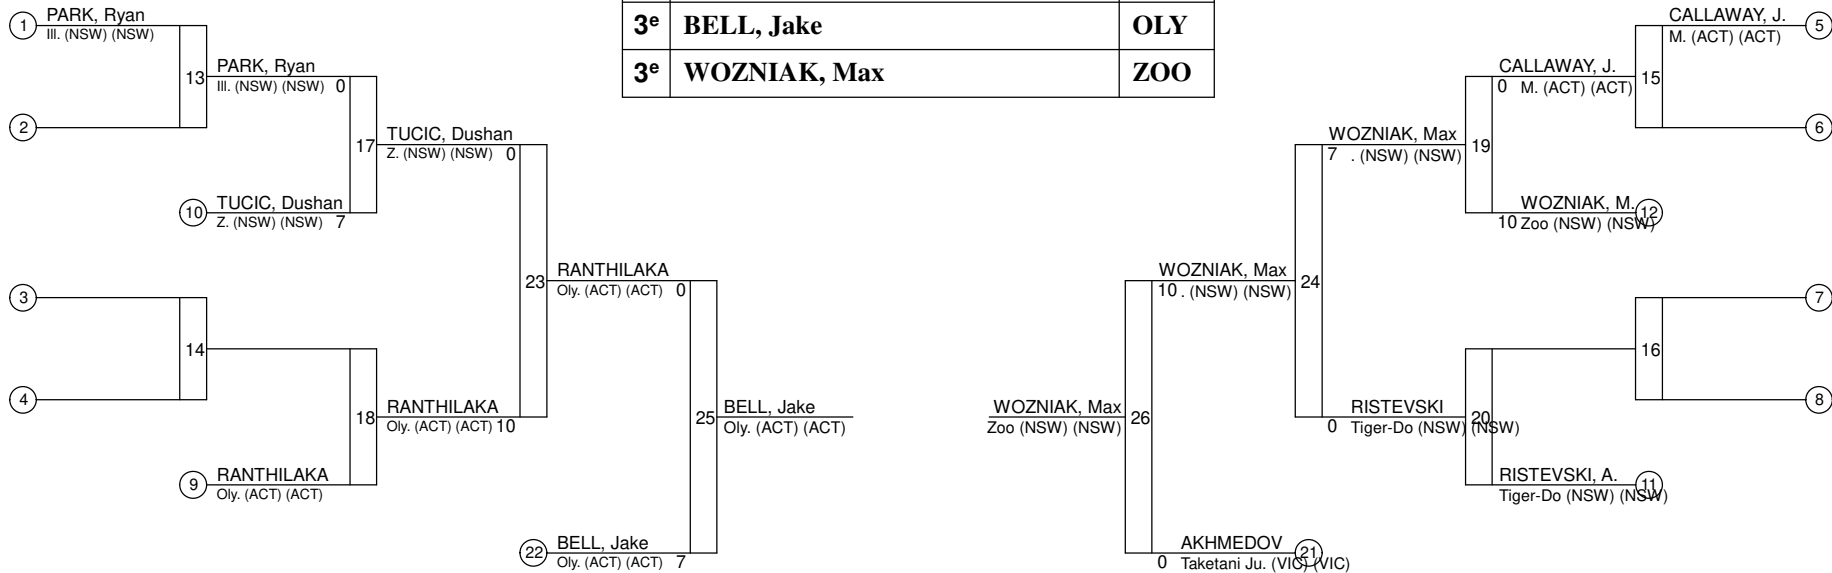 3e BELL, Jake OLY
3e WOZNIAK, Max ZOO
1 PARK, Ryan
Ill. (NSW) (NSW)
2
13 PARK, Ryan
Ill. (NSW) (NSW) 0
10 TUCIC, Dushan
Z. (NSW) (NSW) 7
17 TUCIC, Dushan
Z. (NSW) (NSW) 0
3
4
14
9 RANTHILAKA
Oly. (ACT) (ACT)
18 RANTHILAKA
Oly. (ACT) (ACT) 10
23 RANTHILAKA
Oly. (ACT) (ACT) 0
22 BELL, Jake
Oly. (ACT) (ACT) 7
25 BELL, Jake
Oly. (ACT) (ACT)
CALLAWAY, J. 5
M. (ACT) (ACT)
6
CALLAWAY, J. 15
0 M. (ACT) (ACT)
WOZNIAK, M. 12
10 Zoo (NSW) (NSW)
WOZNIAK, Max 19
7 . (NSW) (NSW)
7
8
16
RISTEVSKI, A. 11
Tiger-Do (NSW) (NSW)
RISTEVSKI 20
0 Tiger-Do (NSW) (NSW)
WOZNIAK, Max 24
10 . (NSW) (NSW)
AKHMEDOV 21
0 Taketani Ju. (VIC) (VIC)
WOZNIAK, Max 26
Zoo (NSW) (NSW)